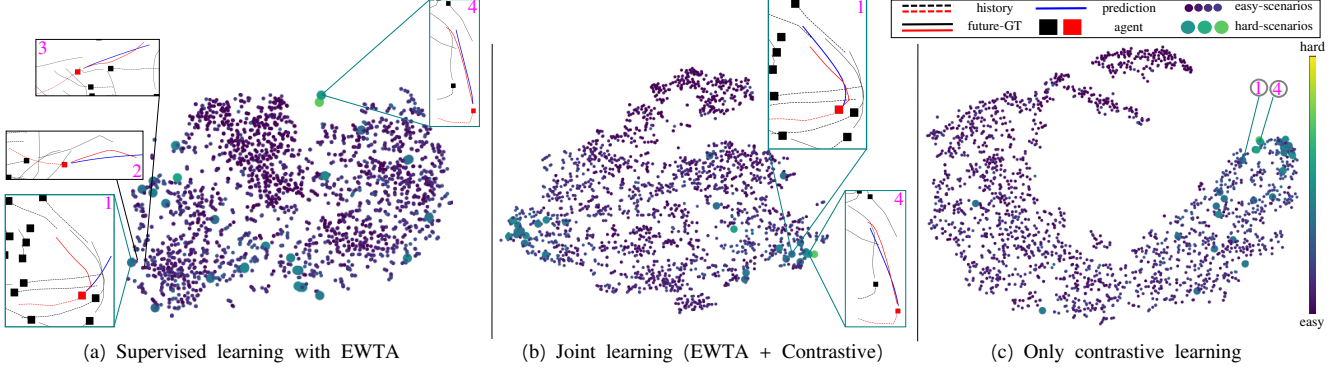 history
prediction
easy-scenarios
future-GT
agent
hard-scenarios
hard
easy
3
2
1
4
1
4
1
4
(a) Supervised learning with EWTA
(b) Joint learning (EWTA + Contrastive)
(c) Only contrastive learning